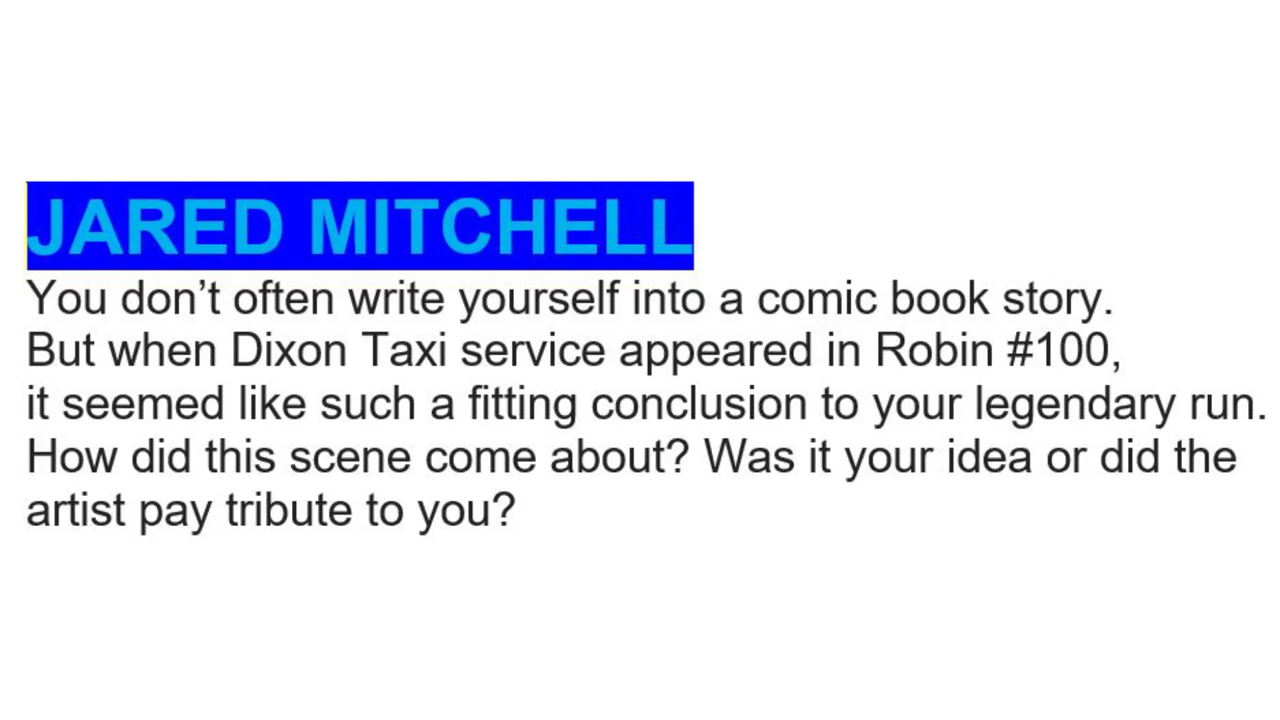 JARED MITCHELL
You don’t often write yourself into a comic book story.
But when Dixon Taxi service appeared in Robin #100,
it seemed like such a fitting conclusion to your legendary run.
How did this scene come about? Was it your idea or did the
artist pay tribute to you?